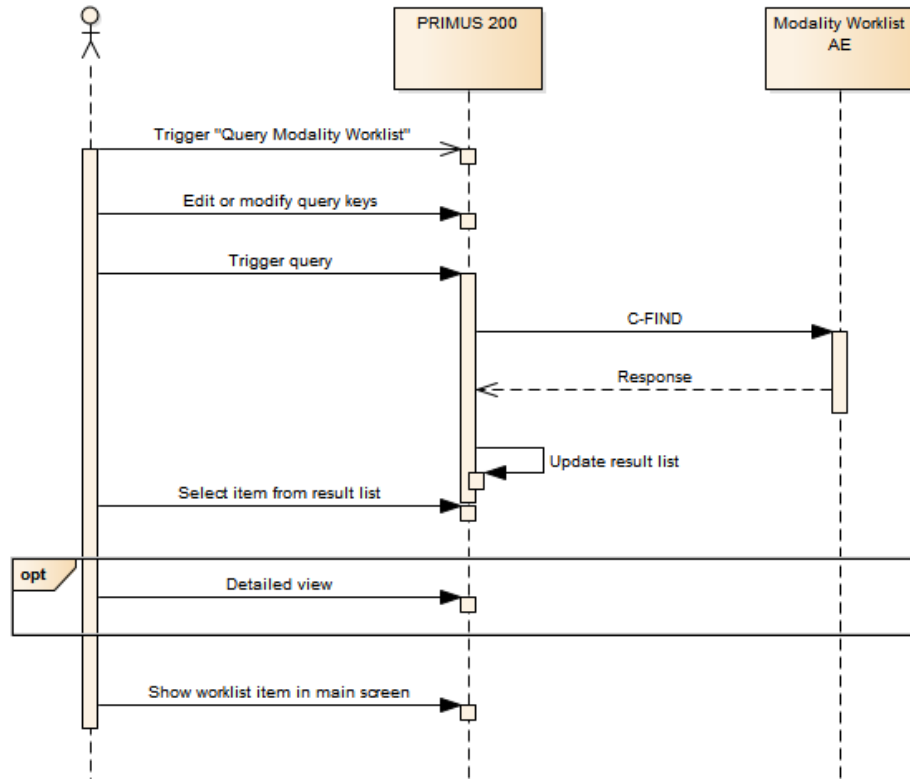 PRIMUS 200
Modality Worklist
AE
Trigger "Query Modality Worklist"
Edit or modify query keys
Trigger query
C-FIND
Response
Update result list
Select item from result list
opt
Detailed view
Show worklist item in main screen